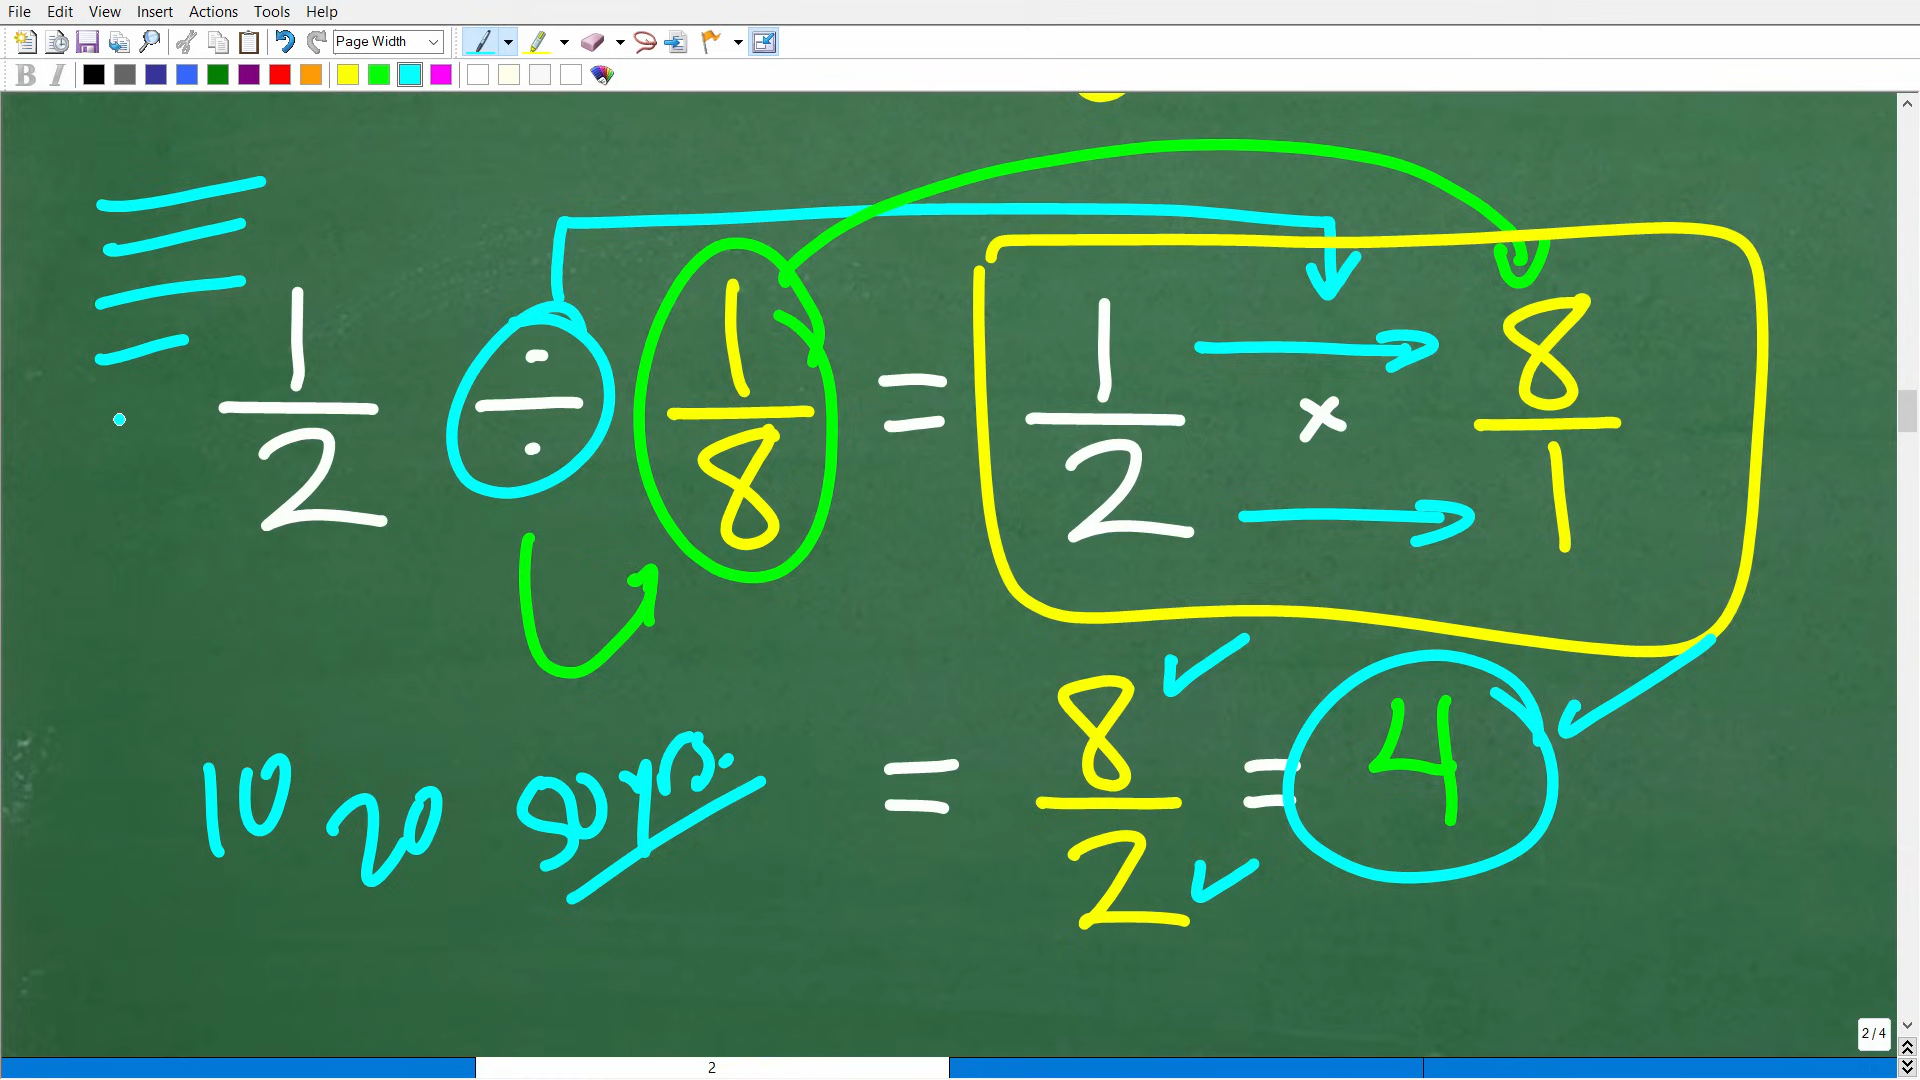 File Edit View Insert Actions Tools Help
Page Width
B I
1/2 ÷ 1/8 = 1/2 × 8/1
= 8/2 = 4
10 20 yrs.
2 / 4
2